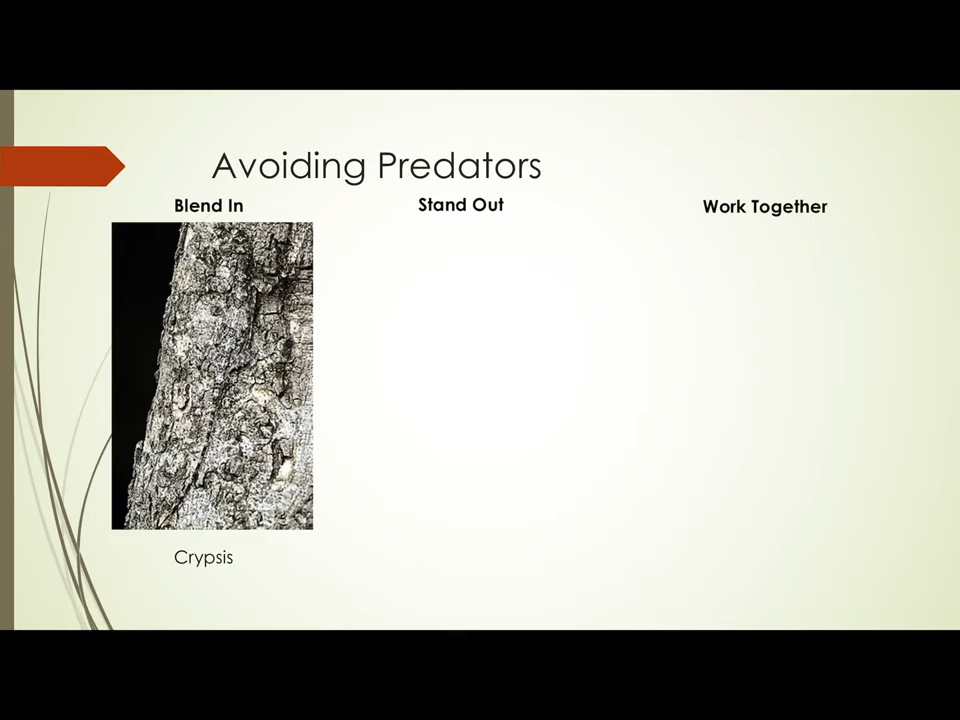 Avoiding Predators
Blend In
Stand Out
Work Together
Crypsis